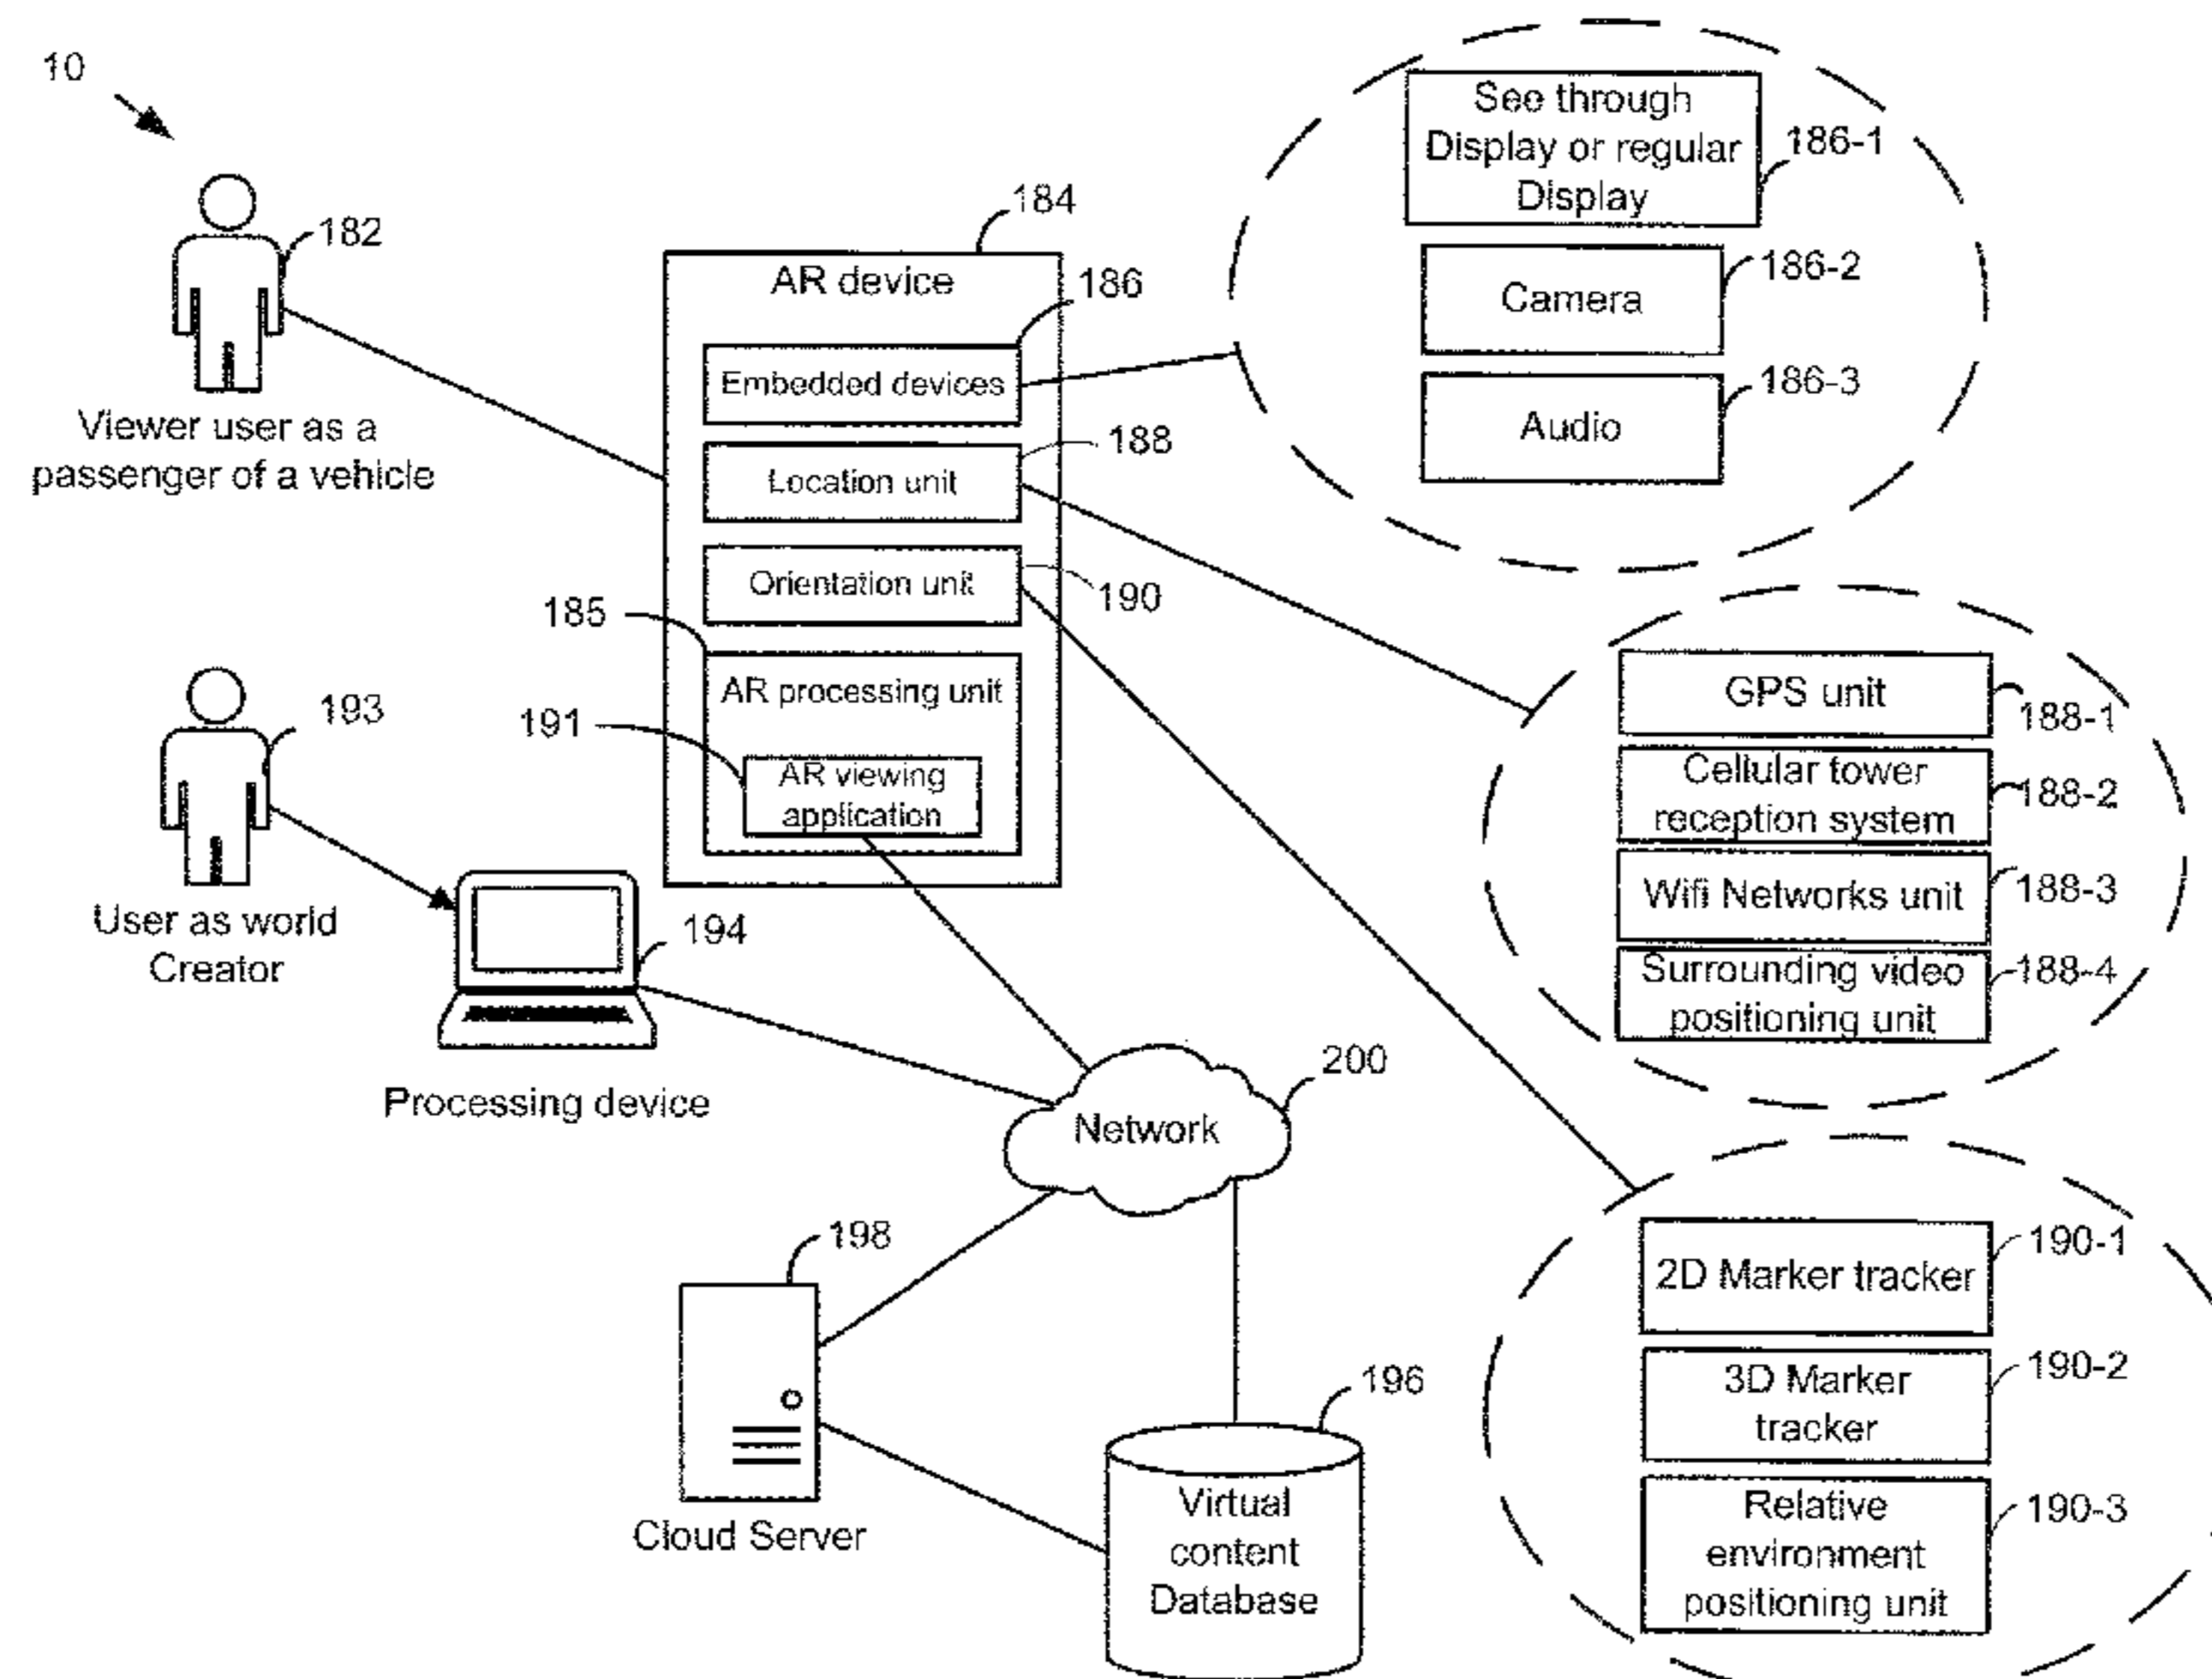 10
182
Viewer user as a
passenger of a vehicle
184
AR device
186
Embedded devices
188
Location unit
190
Orientation unit
185
AR processing unit
191
AR viewing
application
See through
Display or regular
Display
186-1
Camera
186-2
Audio
186-3
GPS unit
188-1
Cellular tower
reception system
188-2
Wifi Networks unit
188-3
Surrounding video
positioning unit
188-4
2D Marker tracker
190-1
3D Marker
tracker
190-2
Relative
environment
positioning unit
190-3
193
User as world
Creator
194
Processing device
Network
200
198
Cloud Server
196
Virtual
content
Database